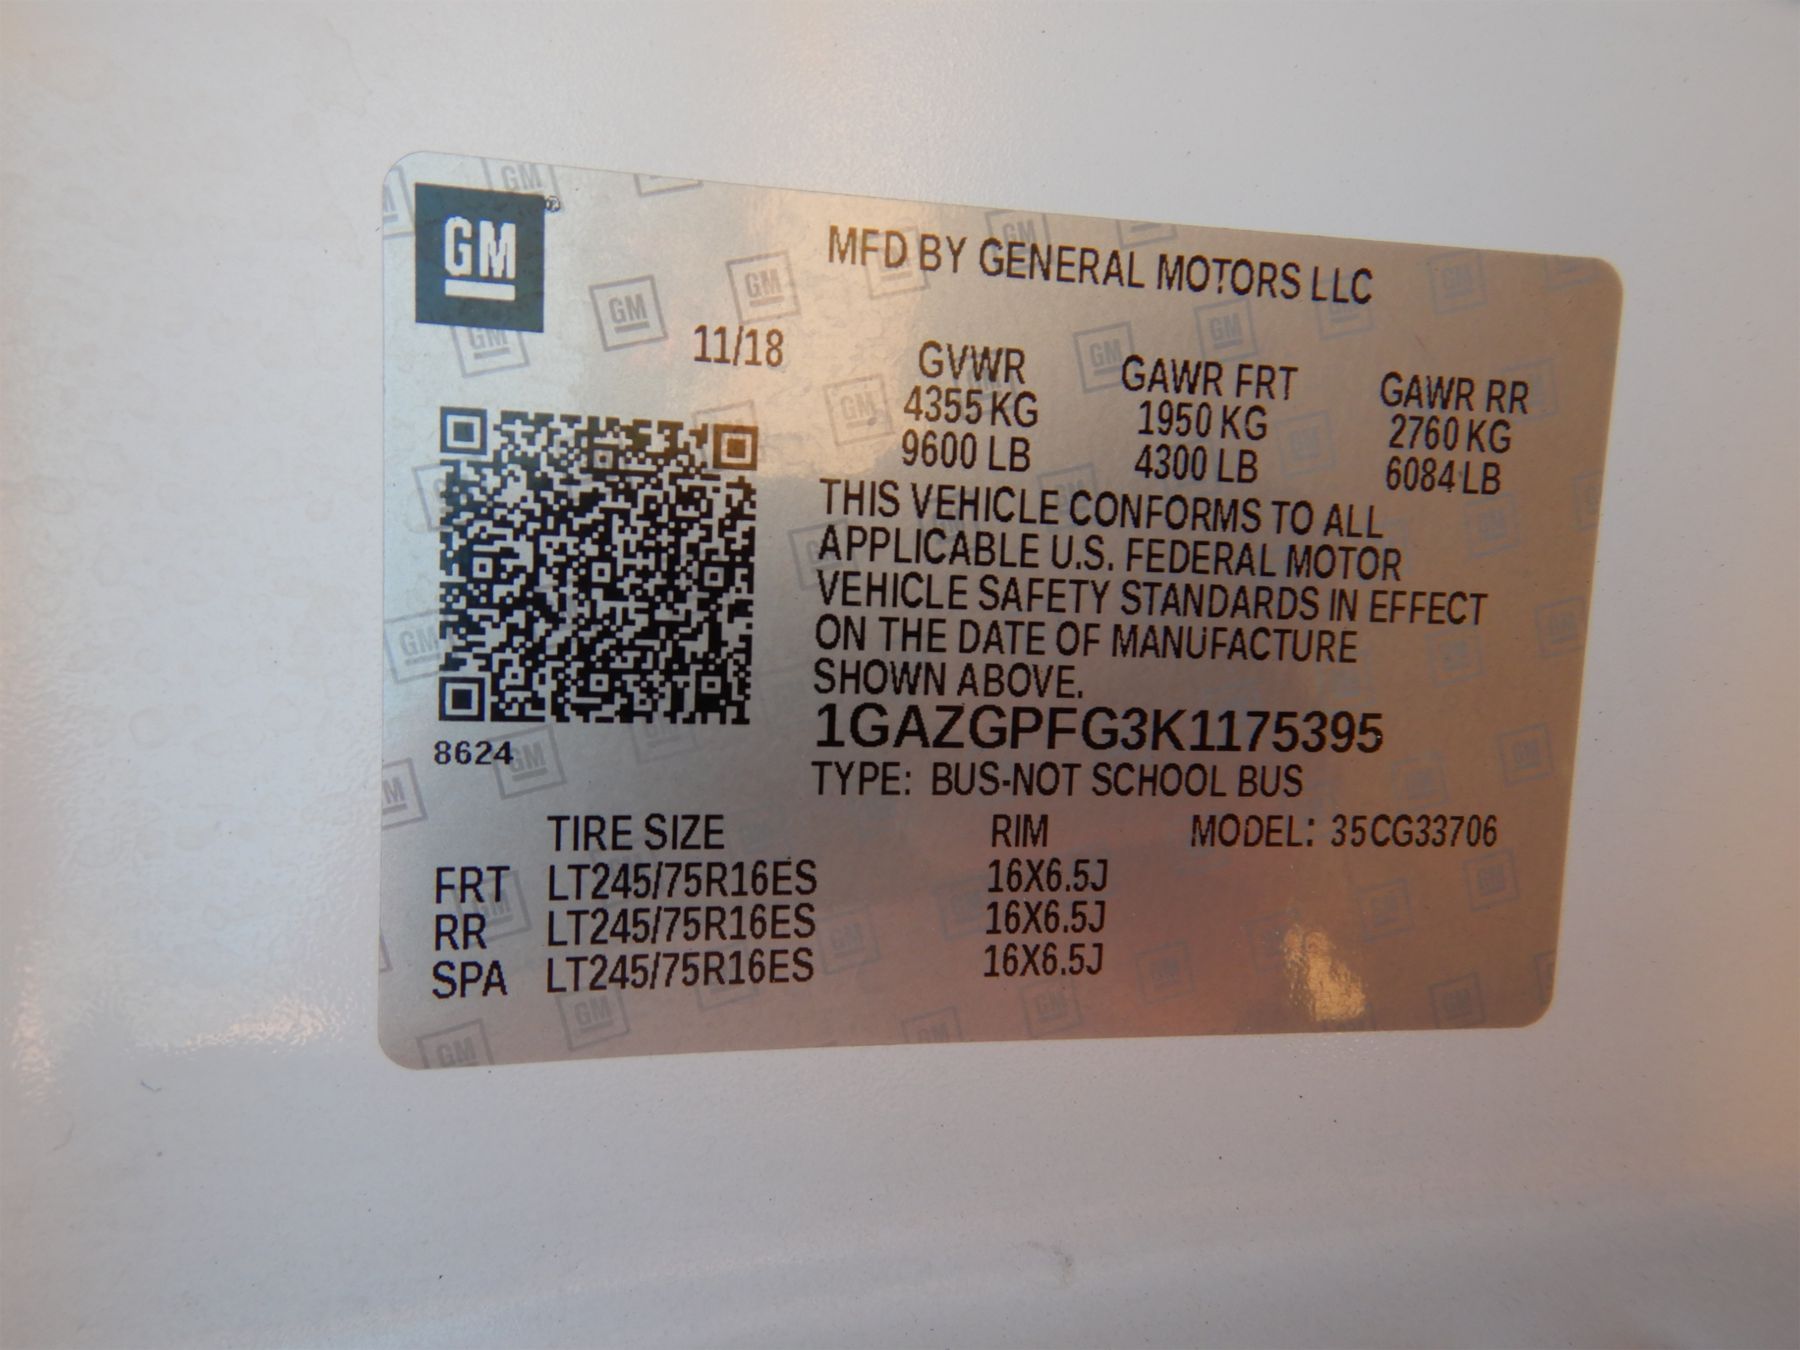 GM
MFD BY GENERAL MOTORS LLC
11/18
GVWR GAWR FRT GAWR RR
4355 KG 1950 KG 2760 KG
9600 LB 4300 LB 6084 LB
THIS VEHICLE CONFORMS TO ALL
APPLICABLE U.S. FEDERAL MOTOR
VEHICLE SAFETY STANDARDS IN EFFECT
ON THE DATE OF MANUFACTURE
SHOWN ABOVE.
1GAZGPFG3K1175395
8624
TYPE: BUS-NOT SCHOOL BUS
TIRE SIZE RIM MODEL: 35CG33706
FRT LT245/75R16ES 16X6.5J
RR LT245/75R16ES 16X6.5J
SPA LT245/75R16ES 16X6.5J